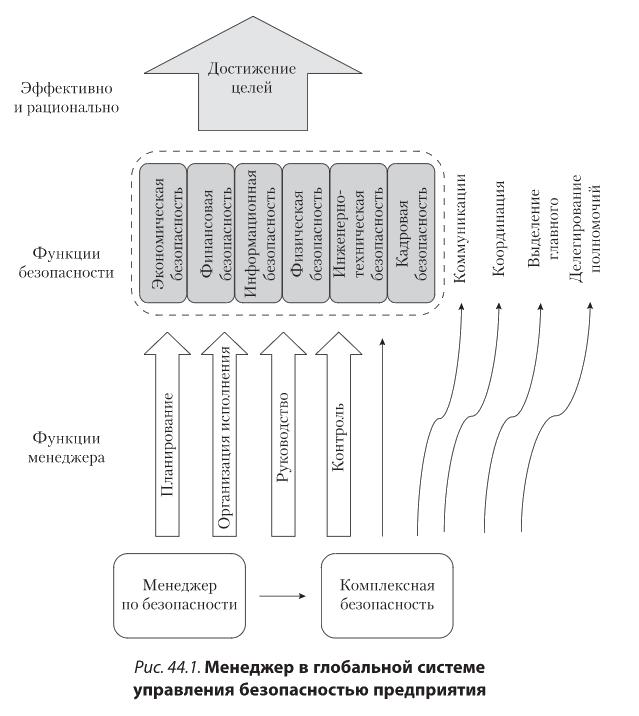 Достижение
целей
Эффективно
и рационально
Функции
безопасности
Экономическая
безопасность
Финансовая
безопасность
Информационная
безопасность
Физическая
безопасность
Инженерно-
техническая
безопасность
Кадровая
безопасность
Коммуникации
Координация
Выделение
главного
Делегирование
полномочий
Функции
менеджера
Планирование
Организация исполнения
Руководство
Контроль
Менеджер
по безопасности
Комплексная
безопасность
Рис. 44.1. Менеджер в глобальной системе
управления безопасностью предприятия